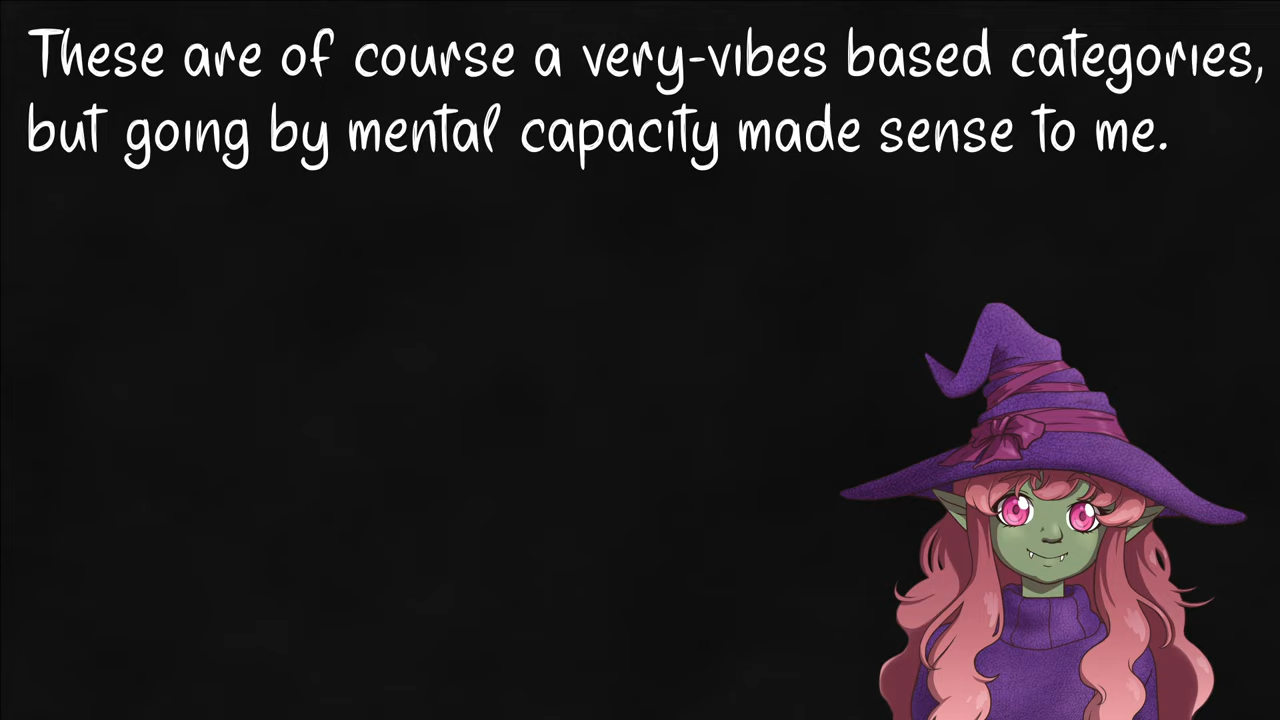 These are of course a very-vibes based categories,
but going by mental capacity made sense to me.